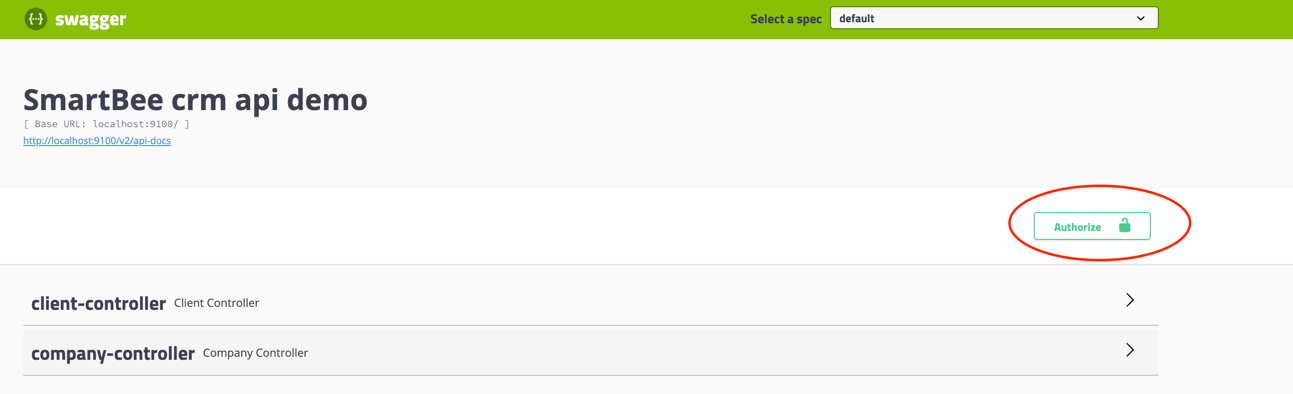 {··} swagger
Select a spec default
SmartBee crm api demo
[ Base URL: localhost:9100/ ]
http://localhost:9100/v2/api-docs
Authorize
client-controller Client Controller
company-controller Company Controller